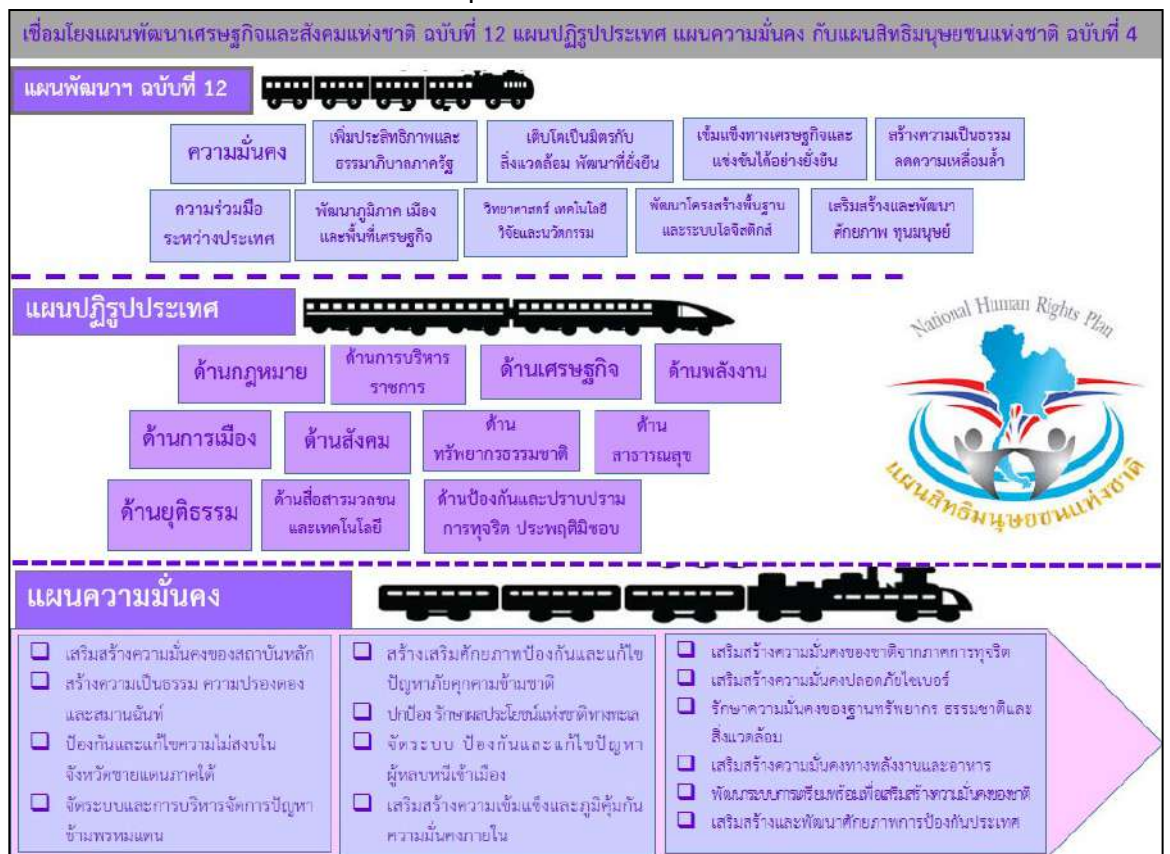 เชื่อมโยงแผนพัฒนาเศรษฐกิจและสังคมแห่งชาติ ฉบับที่ 12 แผนปฏิรูปประเทศ แผนความมั่นคง กับแผนสิทธิมนุษยชนแห่งชาติ ฉบับที่ 4
แผนพัฒนาฯ ฉบับที่ 12
ความมั่นคง
เพิ่มประสิทธิภาพและ
ธรรมาภิบาลภาครัฐ
เติบโตเป็นมิตรกับ
สิ่งแวดล้อม พัฒนาที่ยั่งยืน
เข้มแข็งทางเศรษฐกิจและ
แข่งขันได้อย่างยั่งยืน
สร้างความเป็นธรรม
ลดความเหลื่อมล้ำ
ความร่วมมือ
ระหว่างประเทศ
พัฒนาภูมิภาค เมือง
และพื้นที่เศรษฐกิจ
วิทยาศาสตร์ เทคโนโลยี
วิจัยและนวัตกรรม
พัฒนาโครงสร้างพื้นฐาน
และระบบโลจิสติกส์
เสริมสร้างและพัฒนา
ศักยภาพ ทุนมนุษย์
แผนปฏิรูปประเทศ
ด้านกฎหมาย
ด้านการบริหาร
ราชการ
ด้านเศรษฐกิจ
ด้านพลังงาน
ด้านการเมือง
ด้านสังคม
ด้าน
ทรัพยากรธรรมชาติ
ด้าน
สาธารณสุข
ด้านยุติธรรม
ด้านสื่อสารมวลชน
และเทคโนโลยี
ด้านป้องกันและปราบปราม
การทุจริต ประพฤติมิชอบ
National Human Rights Plan
แผนสิทธิมนุษยชนแห่งชาติ
แผนความมั่นคง
❑ เสริมสร้างความมั่นคงของสถาบันหลัก
❑ สร้างความเป็นธรรม ความปรองดอง
และสมานฉันท์
❑ ป้องกันและแก้ไขความไม่สงบใน
จังหวัดชายแดนภาคใต้
❑ จัดระบบและการบริหารจัดการปัญหา
ข้ามพรหมแดน
❑ สร้างเสริมศักยภาพป้องกันและแก้ไข
ปัญหาภัยคุกคามข้ามชาติ
❑ ปกป้อง รักษาผลประโยชน์แห่งชาติทางทะเล
❑ จัดระบบ ป้องกันและแก้ไขปัญหา
ผู้หลบหนีเข้าเมือง
❑ เสริมสร้างความเข้มแข็งและภูมิคุ้มกัน
ความมั่นคงภายใน
❑ เสริมสร้างความมั่นคงของชาติจากภาคการทุจริต
❑ เสริมสร้างความมั่นคงปลอดภัยไซเบอร์
❑ รักษาความมั่นคงของฐานทรัพยากร ธรรมชาติและ
สิ่งแวดล้อม
❑ เสริมสร้างความมั่นคงทางพลังงานและอาหาร
❑ พัฒนาระบบการเตรียมพร้อมเพื่อเสริมสร้างความมั่นคงของชาติ
❑ เสริมสร้างและพัฒนาศักยภาพการป้องกันประเทศ